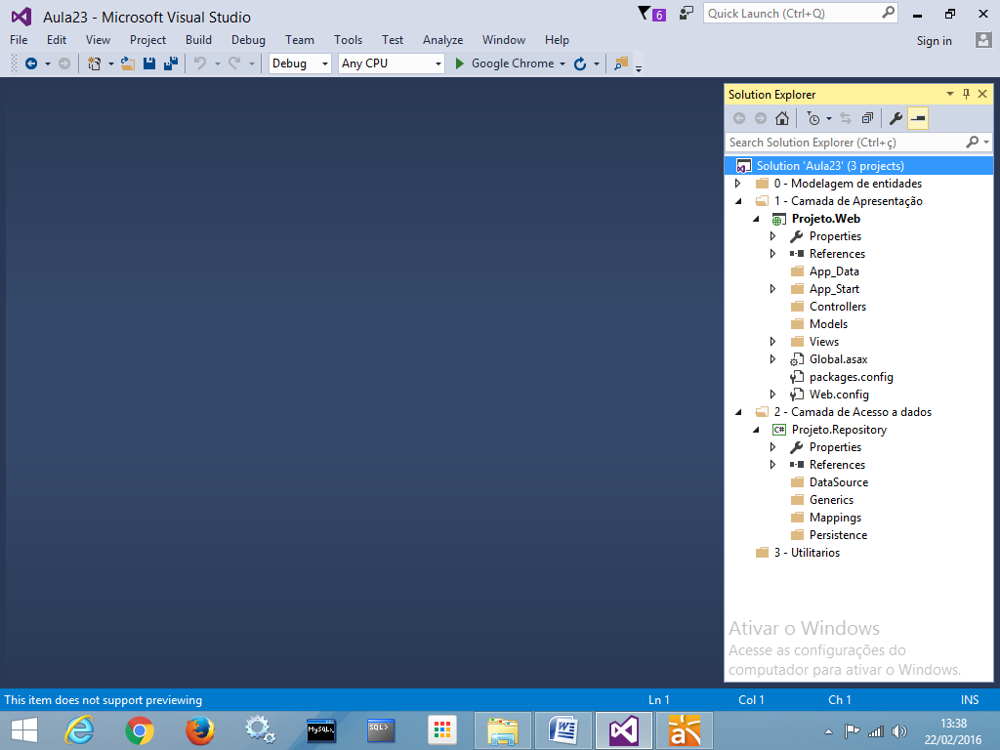 Aula23 - Microsoft Visual Studio
6
Quick Launch (Ctrl+Q)
File Edit View Project Build Debug Team Tools Test Analyze Window Help
Sign in
Debug
Any CPU
Google Chrome
Solution Explorer
Search Solution Explorer (Ctrl+ç)
Solution 'Aula23' (3 projects)
0 - Modelagem de entidades
1 - Camada de Apresentação
Projeto.Web
Properties
References
App_Data
App_Start
Controllers
Models
Views
Global.asax
packages.config
Web.config
2 - Camada de Acesso a dados
C# Projeto.Repository
Properties
References
DataSource
Generics
Mappings
Persistence
3 - Utilitarios
Ativar o Windows
Acesse as configurações do
computador para ativar o Windows.
This item does not support previewing
Ln 1 Col 1 Ch 1 INS
MySQL>
SQL>
13:38
22/02/2016